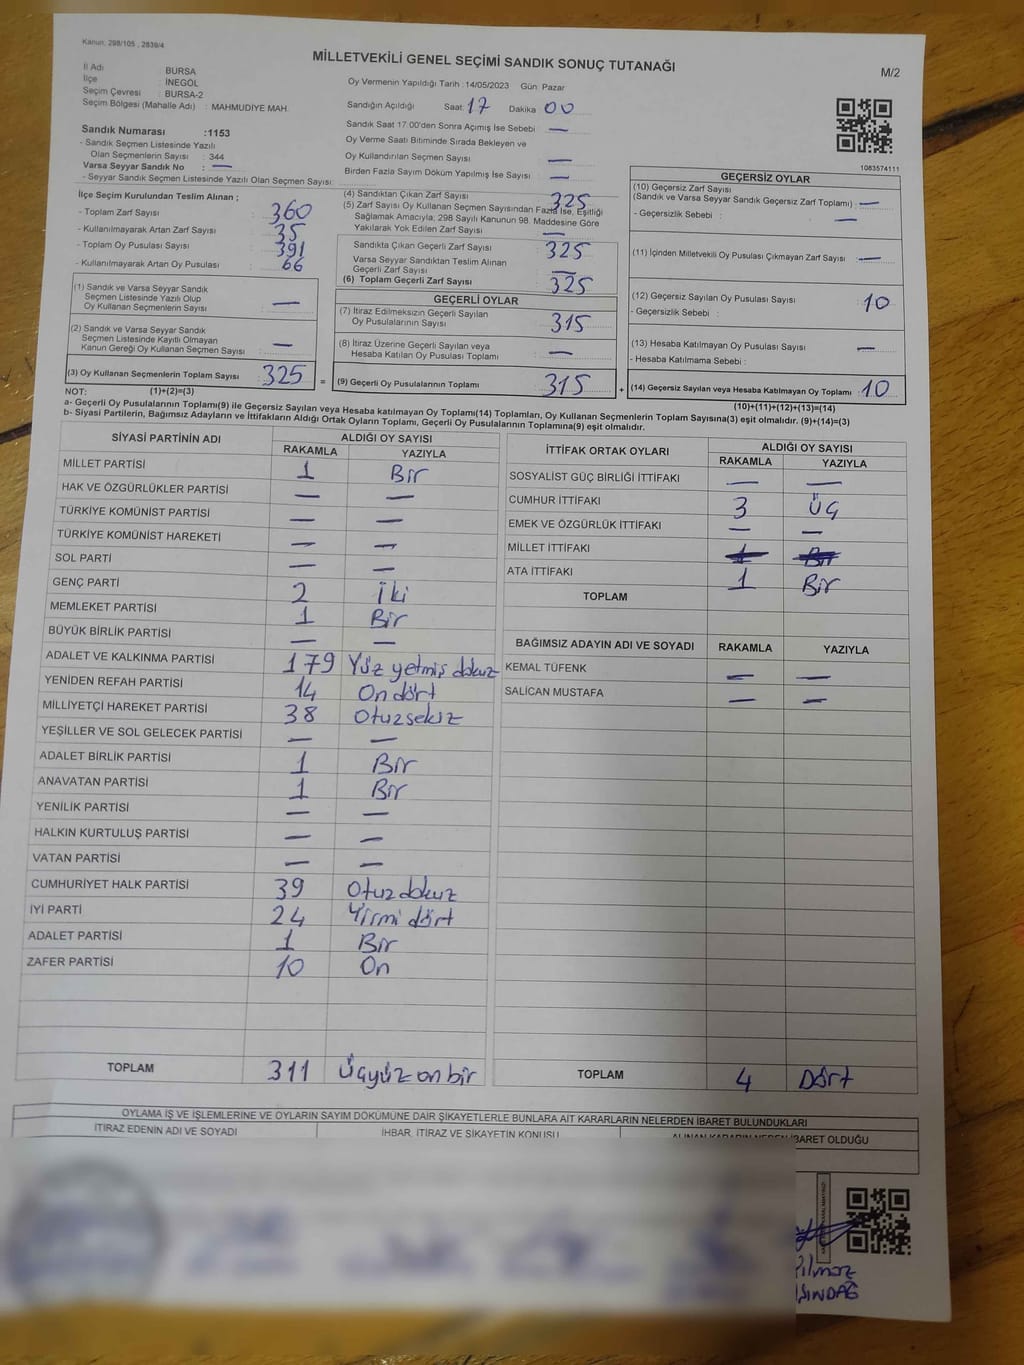 Kanun, 298/105 , 2839/4
MİLLETVEKİLİ GENEL SEÇİMİ SANDIK SONUÇ TUTANAĞI
M/2
İl Adı : BURSA
İlçe : İNEGÖL
Seçim Çevresi : BURSA-2
Seçim Bölgesi (Mahalle Adı) : MAHMUDİYE MAH.
Oy Vermenin Yapıldığı Tarih : 14/05/2023 Gün: Pazar
Sandığın Açıldığı Saat : 17 Dakika : 00
Sandık Saat 17:00'den Sonra Açımış İse Sebebi : —
Oy Verme Saati Bitiminde Sırada Bekleyen ve
Oy Kullandırılan Seçmen Sayısı : —
Birden Fazla Sayım Döküm Yapılmış İse Sayısı : —
Sandık Numarası :1153
- Sandık Seçmen Listesinde Yazılı
Olan Seçmenlerin Sayısı : 344
Varsa Seyyar Sandık No : —
- Seyyar Sandık Seçmen Listesinde Yazılı Olan Seçmen Sayısı:
1083574111
İlçe Seçim Kurulundan Teslim Alınan ;
- Toplam Zarf Sayısı : 360
- Kullanılmayarak Artan Zarf Sayısı : 35
- Toplam Oy Pusulası Sayısı : 391
- Kullanılmayarak Artan Oy Pusulası : 66
(1) Sandık ve Varsa Seyyar Sandık
Seçmen Listesinde Yazılı Olup
Oy Kullanan Seçmenlerin Sayısı : —
(2) Sandık ve Varsa Seyyar Sandık
Seçmen Listesinde Kayıtlı Olmayan
Kanun Gereği Oy Kullanan Seçmen Sayısı : —
(3) Oy Kullanan Seçmenlerin Toplam Sayısı : 325
(1)+(2)=(3)
(4) Sandıktan Çıkan Zarf Sayısı : 325
(5) Zarf Sayısı Oy Kullanan Seçmen Sayısından Fazla İse, Eşitliği
Sağlamak Amacıyla; 298 Sayılı Kanunun 98. Maddesine Göre
Yakılarak Yok Edilen Zarf Sayısı : —
Sandıkta Çıkan Geçerli Zarf Sayısı : 325
Varsa Seyyar Sandıktan Teslim Alınan
Geçerli Zarf Sayısı : —
(6) Toplam Geçerli Zarf Sayısı : 325
GEÇERLİ OYLAR
(7) İtiraz Edilmeksizin Geçerli Sayılan
Oy Pusulalarının Sayısı : 315
(8) İtiraz Üzerine Geçerli Sayılan veya
Hesaba Katılan Oy Pusulası Toplamı : —
= (9) Geçerli Oy Pusulalarının Toplamı : 315
GEÇERSİZ OYLAR
(10) Geçersiz Zarf Sayısı
(Sandık ve Varsa Seyyar Sandık Geçersiz Zarf Toplamı) : —
- Geçersizlik Sebebi : —
(11) İçinden Milletvekili Oy Pusulası Çıkmayan Zarf Sayısı : —
(12) Geçersiz Sayılan Oy Pusulası Sayısı : 10
- Geçersizlik Sebebi :
(13) Hesaba Katılmayan Oy Pusulası Sayısı : —
- Hesaba Katılmama Sebebi :
+ (14) Geçersiz Sayılan veya Hesaba Katılmayan Oy Toplamı : 10
(10)+(11)+(12)+(13)=(14)
NOT:
a- Geçerli Oy Pusulalarının Toplamı(9) ile Geçersiz Sayılan veya Hesaba katılmayan Oy Toplamı(14) Toplamları, Oy Kullanan Seçmenlerin Toplam Sayısına(3) eşit olmalıdır. (9)+(14)=(3)
b- Siyasi Partilerin, Bağımsız Adayların ve İttifakların Aldığı Ortak Oyların Toplamı, Geçerli Oy Pusulalarının Toplamına(9) eşit olmalıdır.
SİYASİ PARTİNİN ADI ALDIĞI OY SAYISI
RAKAMLA YAZIYLA
MİLLET PARTİSİ 1 Bir
HAK VE ÖZGÜRLÜKLER PARTİSİ — —
TÜRKİYE KOMÜNİST PARTİSİ — —
TÜRKİYE KOMÜNİST HAREKETİ — —
SOL PARTİ — —
GENÇ PARTİ 2 İki
MEMLEKET PARTİSİ 1 Bir
BÜYÜK BİRLİK PARTİSİ — —
ADALET VE KALKINMA PARTİSİ 179 Yüz yetmiş dokuz
YENİDEN REFAH PARTİSİ 14 On dört
MİLLİYETÇİ HAREKET PARTİSİ 38 Otuz sekiz
YEŞİLLER VE SOL GELECEK PARTİSİ — —
ADALET BİRLİK PARTİSİ 1 Bir
ANAVATAN PARTİSİ 1 Bir
YENİLİK PARTİSİ — —
HALKIN KURTULUŞ PARTİSİ — —
VATAN PARTİSİ — —
CUMHURİYET HALK PARTİSİ 39 Otuz dokuz
İYİ PARTİ 24 Yirmi dört
ADALET PARTİSİ 1 Bir
ZAFER PARTİSİ 10 On
TOPLAM 311 Üçyüz on bir
İTTİFAK ORTAK OYLARI ALDIĞI OY SAYISI
RAKAMLA YAZIYLA
SOSYALİST GÜÇ BİRLİĞİ İTTİFAKI — —
CUMHUR İTTİFAKI 3 Üç
EMEK VE ÖZGÜRLÜK İTTİFAKI — —
MİLLET İTTİFAKI 1 Bir
ATA İTTİFAKI 1 Bir
TOPLAM
BAĞIMSIZ ADAYIN ADI VE SOYADI RAKAMLA YAZIYLA
KEMAL TÜFENK — —
SALİCAN MUSTAFA — —
TOPLAM 4 Dört
OYLAMA İŞ VE İŞLEMLERİNE VE OYLARIN SAYIM DÖKÜMÜNE DAİR ŞİKAYETLERLE BUNLARA AİT KARARLARIN NELERDEN İBARET BULUNDUKLARI
İTİRAZ EDENİN ADI VE SOYADI İHBAR, İTİRAZ VE ŞİKAYETİN KONUSU ALINAN KARARIN NEDEN İBARET OLDUĞU